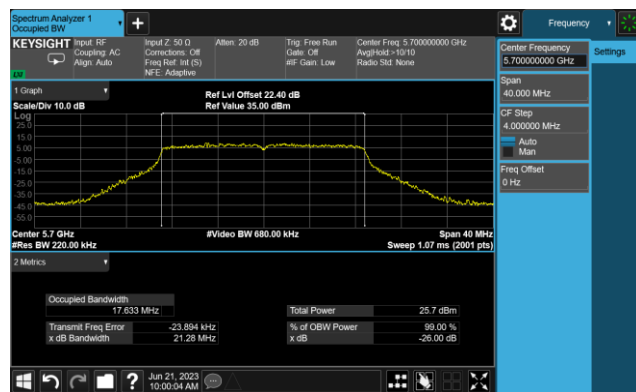 Spectrum Analyzer 1
Occupied BW
Frequency
KEYSIGHT
Input: RF
Coupling: AC
Align: Auto
Input Z: 50 Ω
Corrections: Off
Freq Ref: Int (S)
NFE: Adaptive
Atten: 20 dB
Trig: Free Run
Gate: Off
#IF Gain: Low
Center Freq: 5.700000000 GHz
Avg|Hold:>10/10
Radio Std: None
Center Frequency
5.700000000 GHz
Settings
Span
40.000 MHz
CF Step
4.000000 MHz
Auto
Man
Freq Offset
0 Hz
1 Graph
Scale/Div 10.0 dB
Ref Lvl Offset 22.40 dB
Ref Value 35.00 dBm
Log
25.0
15.0
5.00
-5.00
-15.0
-25.0
-35.0
-45.0
-55.0
Center 5.7 GHz
#Res BW 220.00 kHz
#Video BW 680.00 kHz
Span 40 MHz
Sweep 1.07 ms (2001 pts)
2 Metrics
Occupied Bandwidth
17.633 MHz
Total Power 25.7 dBm
Transmit Freq Error -23.894 kHz
% of OBW Power 99.00 %
x dB Bandwidth 21.28 MHz
x dB -26.00 dB
?
Jun 21, 2023
10:00:04 AM